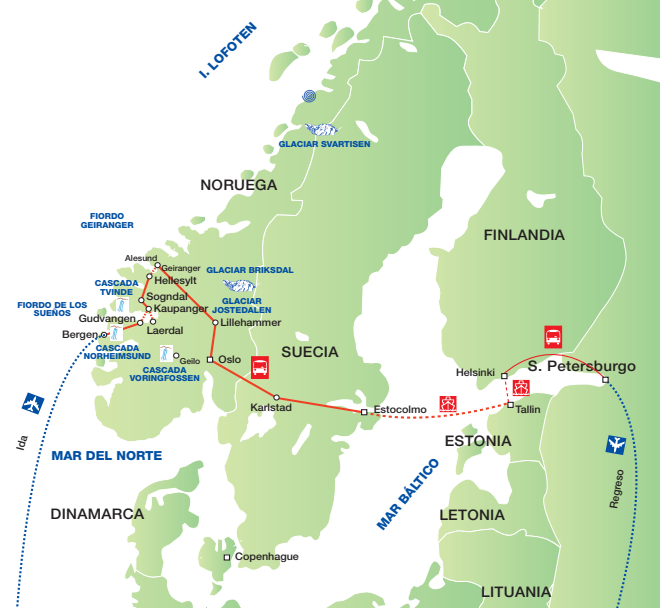 I. LOFOTEN
GLACIAR SVARTISEN
NORUEGA
FIORDO
GEIRANGER
FINLANDIA
Alesund
Geiranger
GLACIAR BRIKSDAL
Hellesylt
CASCADA
TVINDE
Sogndal
GLACIAR
JOSTEDALEN
FIORDO DE LOS
SUEÑOS
Kaupanger
Gudvangen
Lillehammer
Laerdal
Bergen
CASCADA
NORHEIMSUND
SUECIA
Geilo
Oslo
CASCADA
VORINGFOSSEN
Helsinki
S. Petersburgo
Karlstad
Estocolmo
Tallin
Ida
ESTONIA
MAR DEL NORTE
MAR BÁLTICO
Regreso
DINAMARCA
LETONIA
Copenhague
LITUANIA